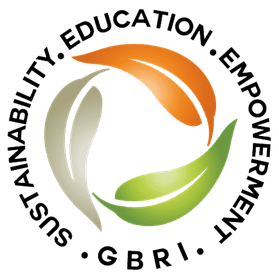 SUSTAINABILITY · EDUCATION · EMPOWERMENT
· GBRI ·